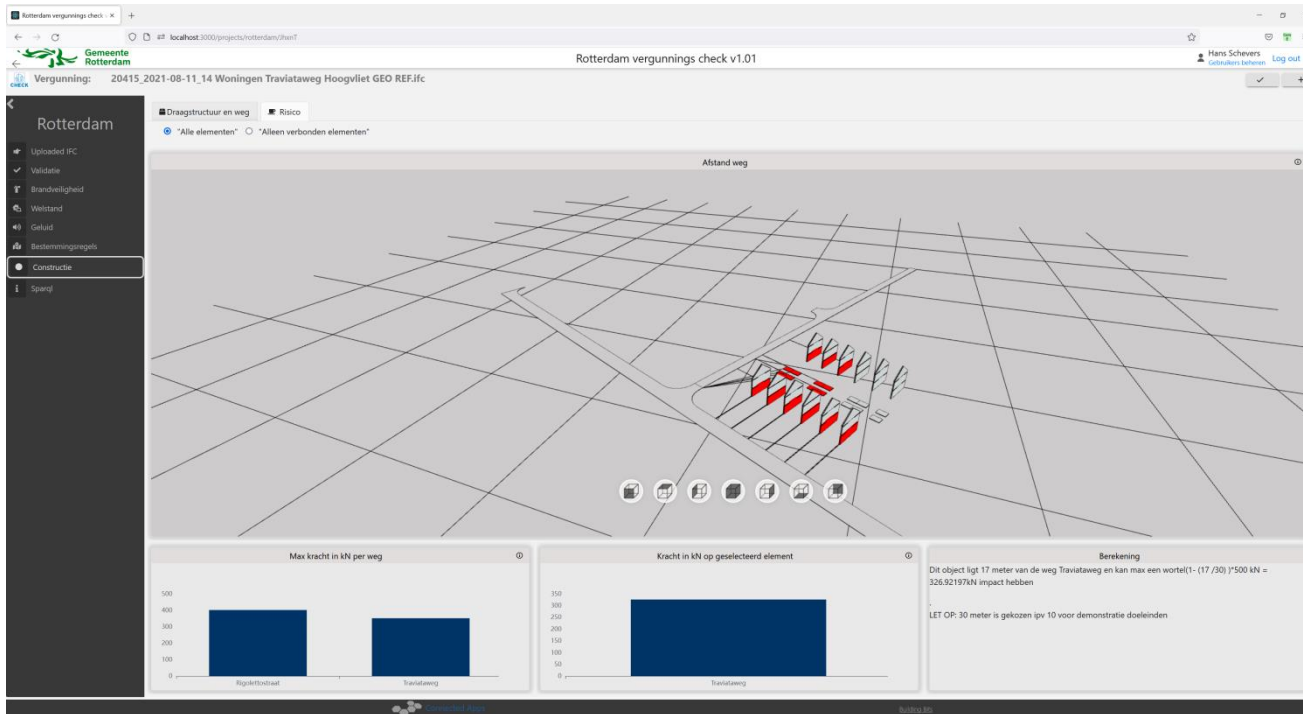 Rotterdam vergunnings check
localhost:3000/projects/rotterdam/JhenT
Gemeente
Rotterdam
Rotterdam vergunnings check v1.01
Hans Schevers
Gebruikers beheren
Log out
CHECK
Vergunning: 20415_2021-08-11_14 Woningen Traviataweg Hoogvliet GEO REF.ifc
Rotterdam
Uploaded IFC
Validatie
Brandveiligheid
Welstand
Geluid
Bestemmingsregels
Constructie
Sparql
Draagstructuur en weg
Risico
"Alle elementen"
"Alleen verbonden elementen"
Afstand weg
Max kracht in kN per weg
500
400
300
200
100
0
Rigolettostraat
Traviataweg
Kracht in kN op geselecteerd element
350
300
250
200
150
100
50
0
Traviataweg
Berekening
Dit object ligt 17 meter van de weg Traviataweg en kan max een wortel(1- (17 /30) )*500 kN =
326.92197kN impact hebben
.
LET OP: 30 meter is gekozen ipv 10 voor demonstratie doeleinden
Connected Apps
Building Bits